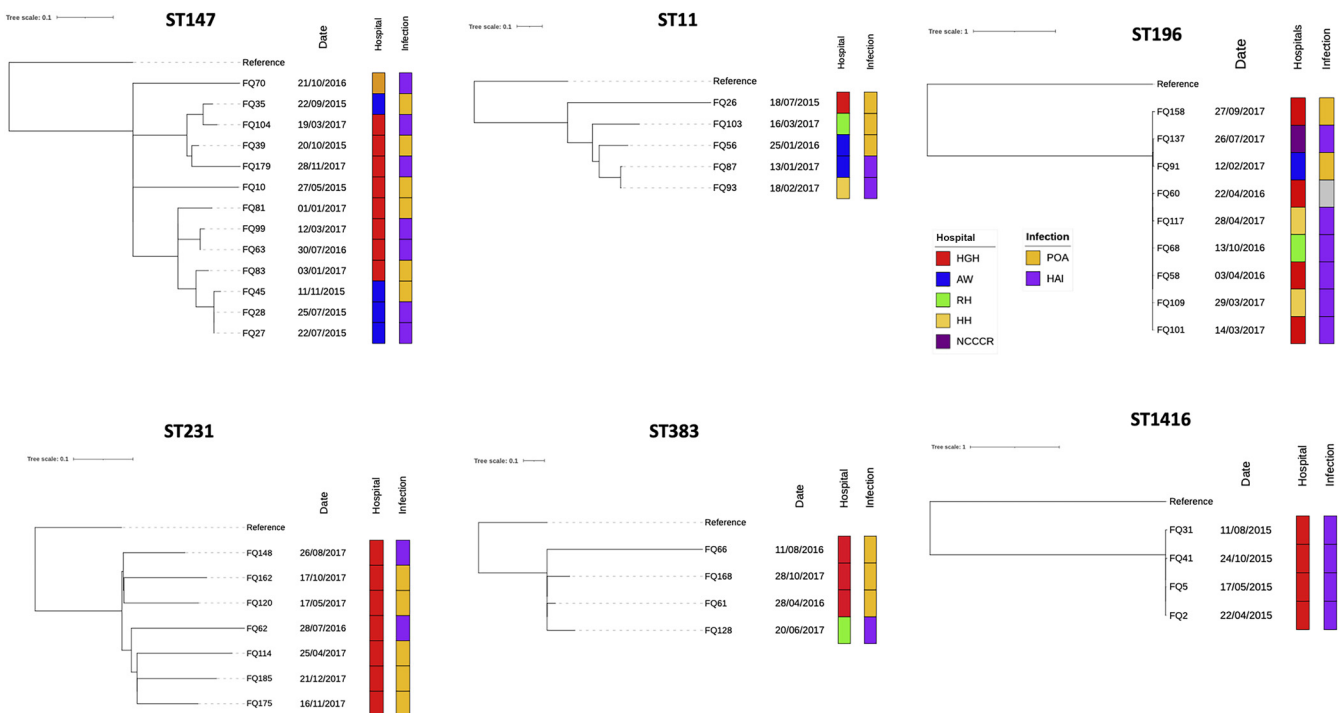 ST147
Tree scale: 0.1
Date
Hospital
Infection
Reference
FQ70 21/10/2016
FQ35 22/09/2015
FQ104 19/03/2017
FQ39 20/10/2015
FQ179 28/11/2017
FQ10 27/05/2015
FQ81 01/01/2017
FQ99 12/03/2017
FQ63 30/07/2016
FQ83 03/01/2017
FQ45 11/11/2015
FQ28 25/07/2015
FQ27 22/07/2015
ST11
Tree scale: 0.1
Date
Hospital
Infection
Reference
FQ26 18/07/2015
FQ103 16/03/2017
FQ56 25/01/2016
FQ87 13/01/2017
FQ93 18/02/2017
ST196
Tree scale: 1
Date
Hospitals
Infection
Reference
FQ158 27/09/2017
FQ137 26/07/2017
FQ91 12/02/2017
FQ60 22/04/2016
FQ117 28/04/2017
FQ68 13/10/2016
FQ58 03/04/2016
FQ109 29/03/2017
FQ101 14/03/2017
Hospital
HGH
AW
RH
HH
NCCCR
Infection
POA
HAI
ST231
Tree scale: 0.1
Date
Hospital
Infection
Reference
FQ148 26/08/2017
FQ162 17/10/2017
FQ120 17/05/2017
FQ62 28/07/2016
FQ114 25/04/2017
FQ185 21/12/2017
FQ175 16/11/2017
ST383
Tree scale: 0.1
Date
Hospital
Infection
Reference
FQ66 11/08/2016
FQ168 28/10/2017
FQ61 28/04/2016
FQ128 20/06/2017
ST1416
Tree scale: 1
Date
Hospital
Infection
Reference
FQ31 11/08/2015
FQ41 24/10/2015
FQ5 17/05/2015
FQ2 22/04/2015